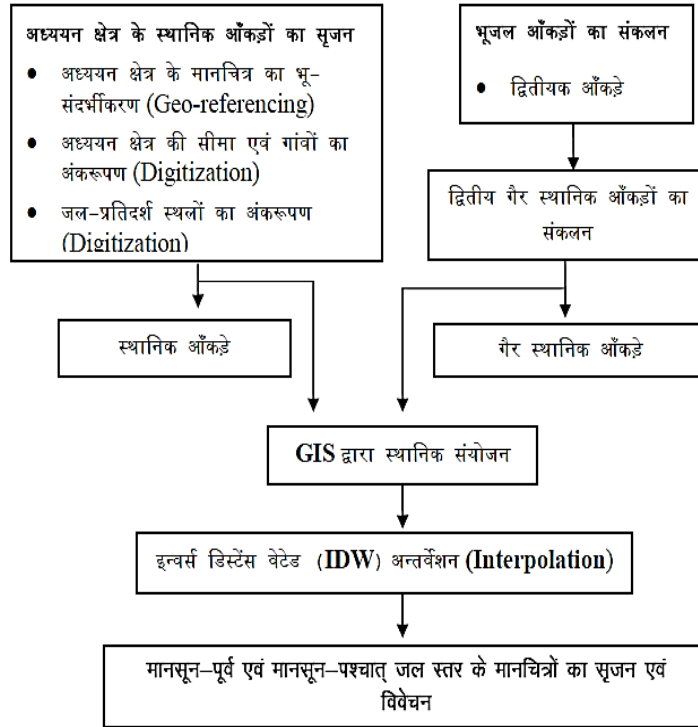 अध्ययन क्षेत्र के स्थानिक आँकड़ों का सृजन
• अध्ययन क्षेत्र के मानचित्र का भू-
संदर्भीकरण (Geo-referencing)
• अध्ययन क्षेत्र की सीमा एवं गांवों का
अंकरूपण (Digitization)
• जल-प्रतिदर्श स्थलों का अंकरूपण
(Digitization)
भूजल आँकड़ों का संकलन
• द्वितीयक आँकड़े
द्वितीय गैर स्थानिक आँकड़ों का
संकलन
स्थानिक आँकड़े
गैर स्थानिक आँकड़े
GIS द्वारा स्थानिक संयोजन
इन्वर्स डिस्टेंस वेटेड (IDW) अन्तर्वेशन (Interpolation)
मानसून-पूर्व एवं मानसून-पश्चात् जल स्तर के मानचित्रों का सृजन एवं
विवेचन